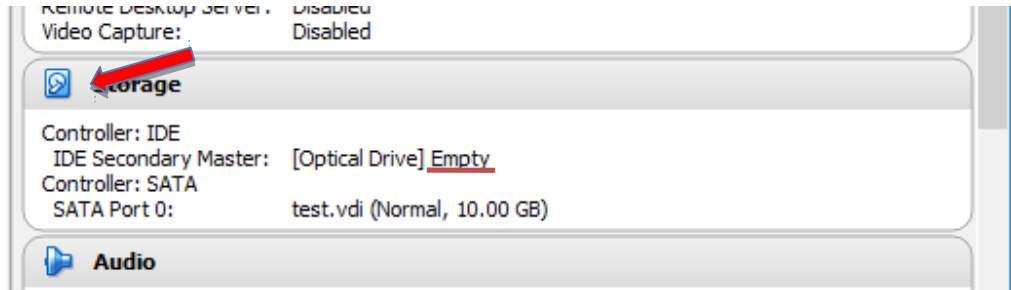 Remote Desktop Server: Disabled
Video Capture: Disabled
Storage
Controller: IDE
IDE Secondary Master: [Optical Drive] Empty
Controller: SATA
SATA Port 0: test.vdi (Normal, 10.00 GB)
Audio